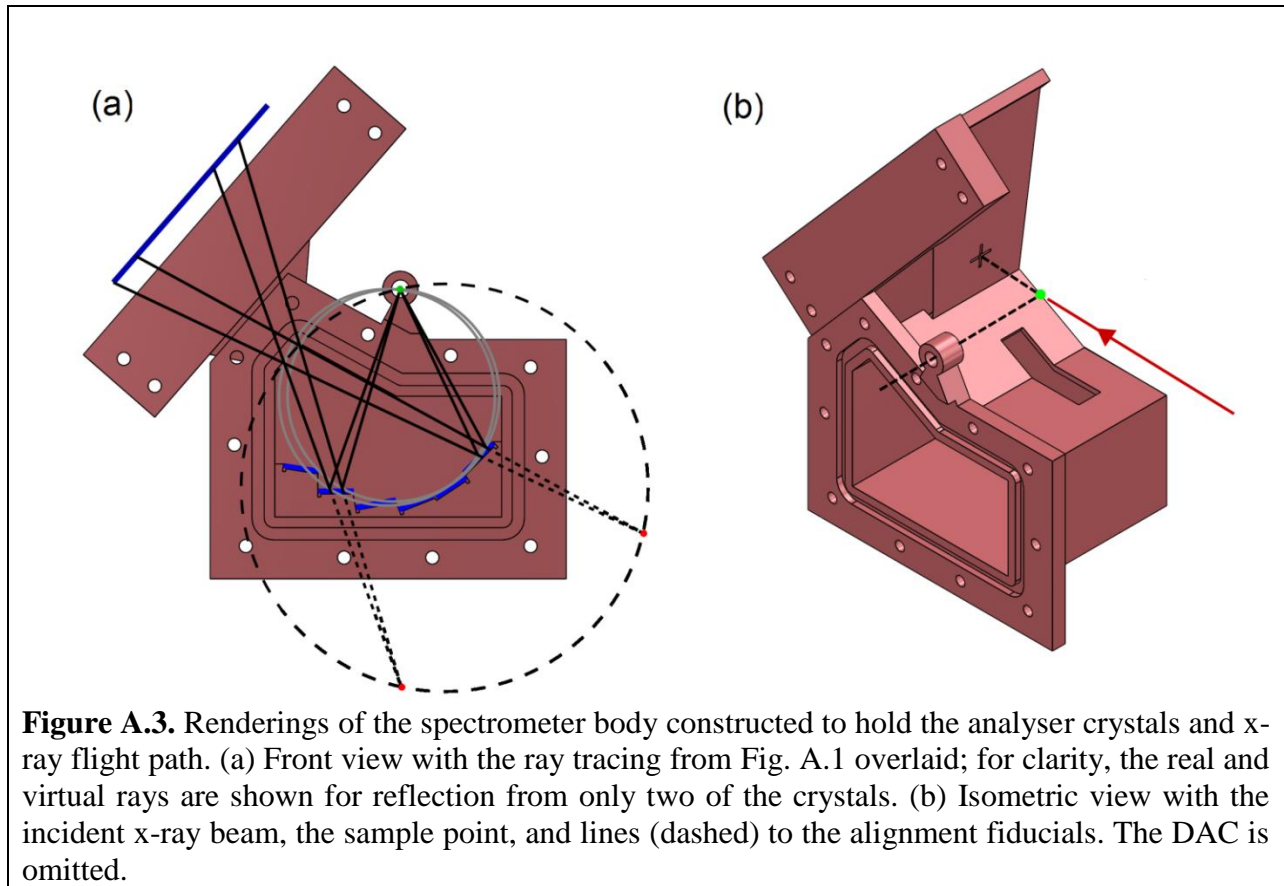 (a)
(b)
Figure A.3. Renderings of the spectrometer body constructed to hold the analyser crystals and x-
ray flight path. (a) Front view with the ray tracing from Fig. A.1 overlaid; for clarity, the real and
virtual rays are shown for reflection from only two of the crystals. (b) Isometric view with the
incident x-ray beam, the sample point, and lines (dashed) to the alignment fiducials. The DAC is
omitted.